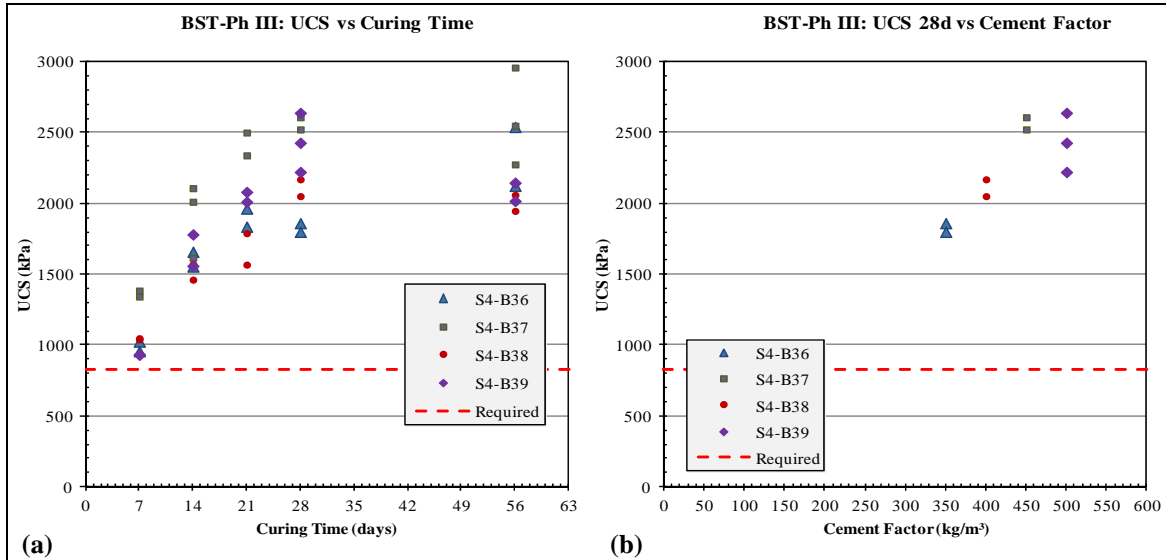 BST-Ph III: UCS vs Curing Time
3000
2500
2000
1500
1000
500
0
UCS (kPa)
0 7 14 21 28 35 42 49 56 63
Curing Time (days)
S4-B36
S4-B37
S4-B38
S4-B39
Required
(a)
BST-Ph III: UCS 28d vs Cement Factor
3000
2500
2000
1500
1000
500
0
UCS (kPa)
0 50 100 150 200 250 300 350 400 450 500 550 600
Cement Factor (kg/m³)
S4-B36
S4-B37
S4-B38
S4-B39
Required
(b)